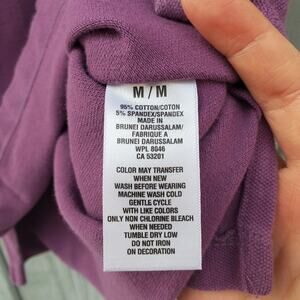 M / M
95% COTTON/COTON
5% SPANDEX/SPANDEX
MADE IN
BRUNEI DARUSSALAM/
FABRIQUE A
BRUNEI DARUSSALAM
WPL 8046
CA 53201
COLOR MAY TRANSFER
WHEN NEW
WASH BEFORE WEARING
MACHINE WASH COLD
GENTLE CYCLE
WITH LIKE COLORS
ONLY NON CHLORINE BLEACH
WHEN NEEDED
TUMBLE DRY LOW
DO NOT IRON
ON DECORATION